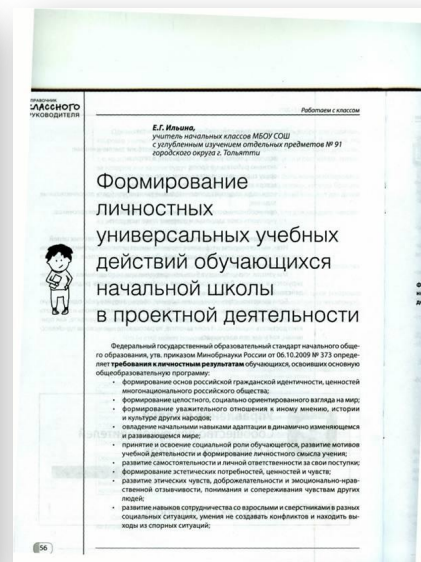 СПРАВОЧНИК
КЛАССНОГО
РУКОВОДИТЕЛЯ
Работаем с классом
Е.Г. Ильина,
учитель начальных классов МБОУ СОШ
с углубленным изучением отдельных предметов № 91
городского округа г. Тольятти
Формирование
личностных
универсальных учебных
действий обучающихся
начальной школы
в проектной деятельности
Федеральный государственный образовательный стандарт начального обще-
го образования, утв. приказом Минобрнауки России от 06.10.2009 № 373 опреде-
ляет требования к личностным результатам обучающихся, освоивших основную
общеобразовательную программу:
• формирование основ российской гражданской идентичности, ценностей
многонационального российского общества;
• формирование целостного, социально ориентированного взгляда на мир;
• формирование уважительного отношения к иному мнению, истории
и культуре других народов;
• овладение начальными навыками адаптации в динамично изменяющемся
и развивающемся мире;
• принятие и освоение социальной роли обучающегося, развитие мотивов
учебной деятельности и формирование личностного смысла учения;
• развитие самостоятельности и личной ответственности за свои поступки;
• формирование эстетических потребностей, ценностей и чувств;
• развитие этических чувств, доброжелательности и эмоционально-нрав-
ственной отзывчивости, понимания и сопереживания чувствам других
людей;
• развитие навыков сотрудничества со взрослыми и сверстниками в разных
социальных ситуациях, умения не создавать конфликтов и находить вы-
ходы из спорных ситуаций;
56